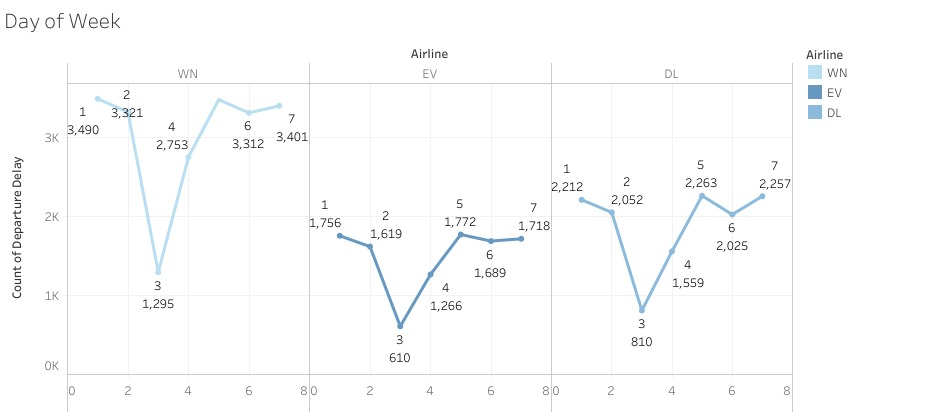 Day of Week
Airline
WN
EV
DL
Count of Departure Delay
3K
2K
1K
0K
1
3,490
2
3,321
3
1,295
4
2,753
6
3,312
7
3,401
1
1,756
2
1,619
3
610
4
1,266
5
1,772
6
1,689
7
1,718
1
2,212
2
2,052
3
810
4
1,559
5
2,263
6
2,025
7
2,257
0 2 4 6 8
0 2 4 6 8
0 2 4 6 8
Airline
WN
EV
DL